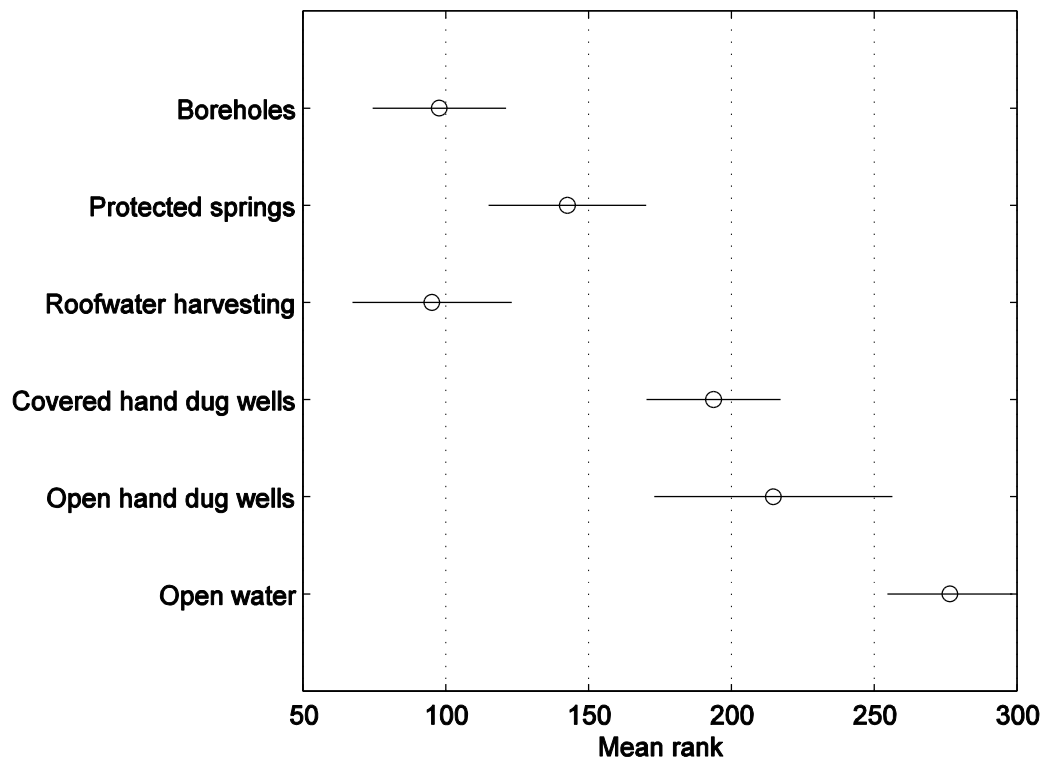 Boreholes
Protected springs
Roofwater harvesting
Covered hand dug wells
Open hand dug wells
Open water
50 100 150 200 250 300
Mean rank